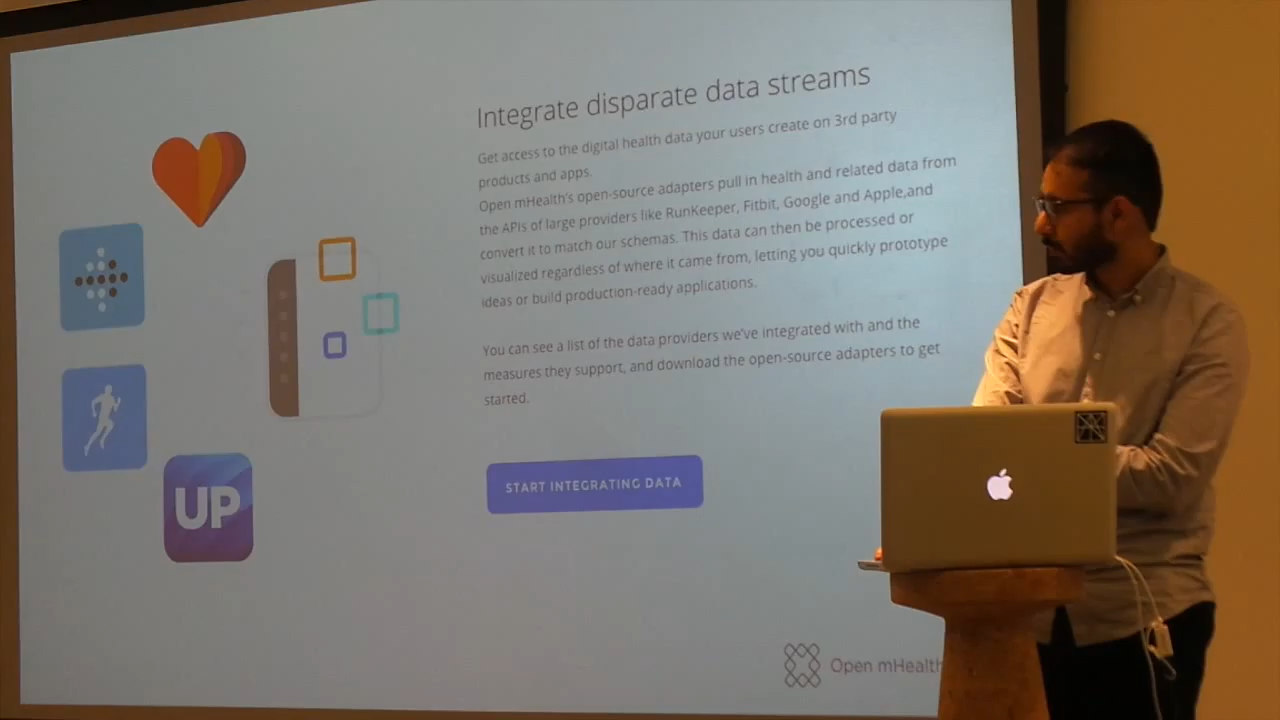 Integrate disparate data streams
Get access to the digital health data your users create on 3rd party
products and apps.
Open mHealth's open-source adapters pull in health and related data from
the APIs of large providers like RunKeeper, Fitbit, Google and Apple,and
convert it to match our schemas. This data can then be processed or
visualized regardless of where it came from, letting you quickly prototype
ideas or build production-ready applications.
You can see a list of the data providers we've integrated with and the
measures they support, and download the open-source adapters to get
started.
START INTEGRATING DATA
UP
Open mHealth